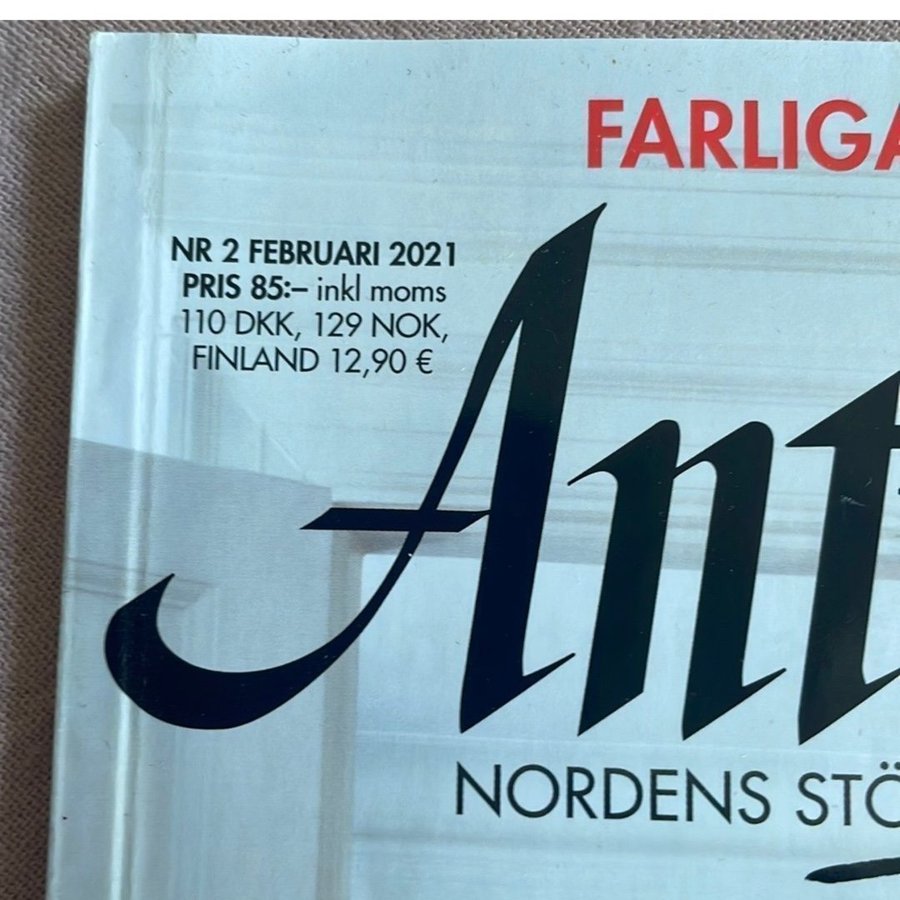 FARLIGA
NR 2 FEBRUARI 2021
PRIS 85:– inkl moms
110 DKK, 129 NOK,
FINLAND 12,90 €
Ant
NORDENS STÖ